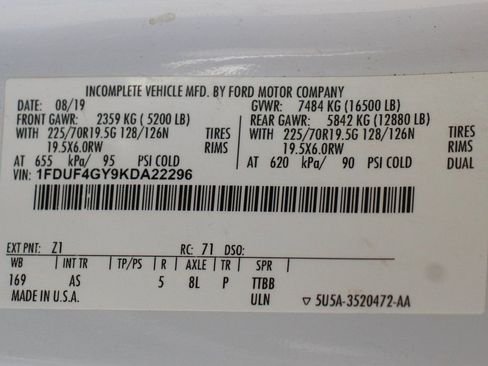 INCOMPLETE VEHICLE MFD. BY FORD MOTOR COMPANY
DATE: 08/19 GVWR: 7484 KG (16500 LB)
FRONT GAWR: 2359 KG ( 5200 LB) REAR GAWR: 5842 KG (12880 LB)
WITH 225/70R19.5G 128/126N TIRES WITH 225/70R19.5G 128/126N TIRES
19.5X6.0RW RIMS 19.5X6.0RW RIMS
AT 655 kPa/ 95 PSI COLD AT 620 kPa/ 90 PSI COLD DUAL
VIN: 1FDUF4GY9KDA22296
EXT PNT: Z1 RC: 71 DSO:
WB INT TR TP/PS R AXLE TR SPR
169 AS 5 8L P TTBB
MADE IN U.S.A. ULN ▽ 5U5A-3520472-AA